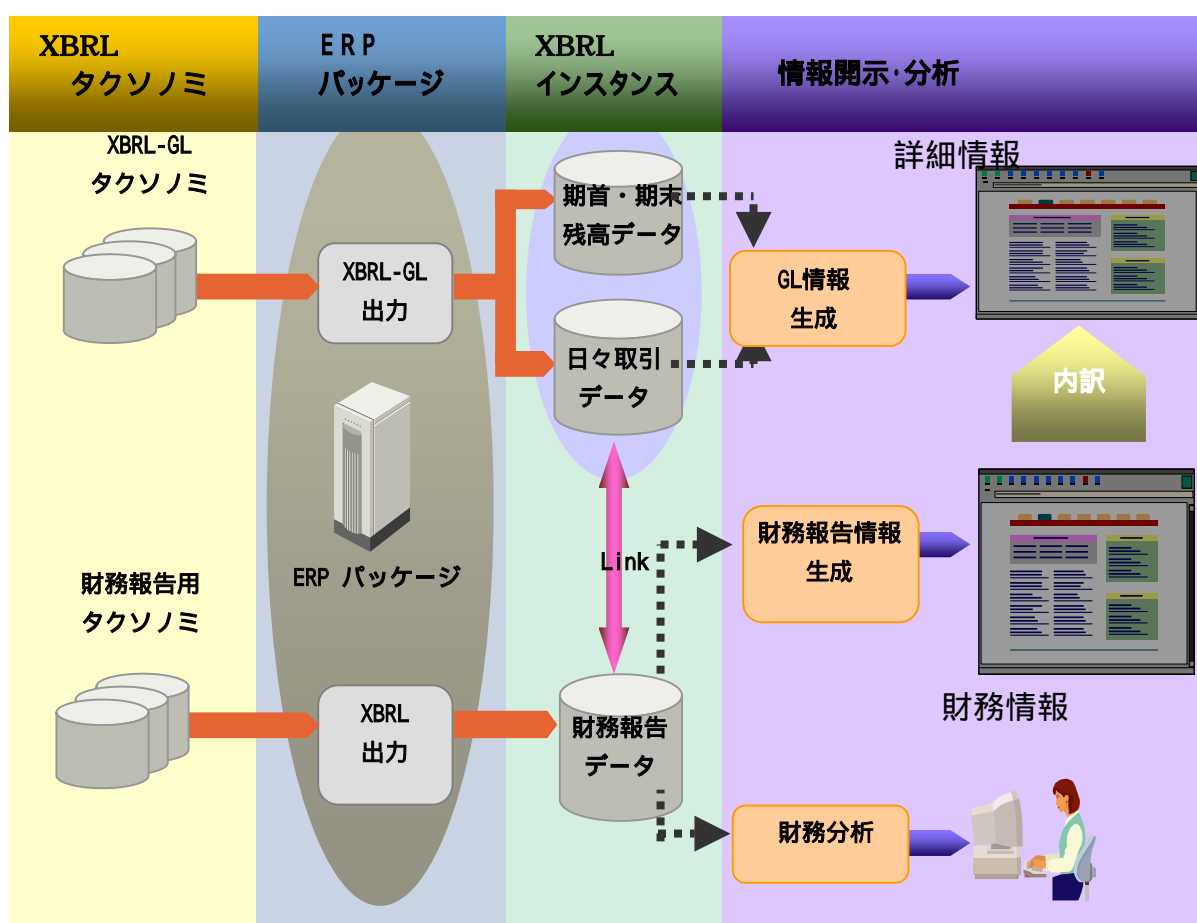 XBRL
タクソノミ
ERP
パッケージ
XBRL
インスタンス
情報開示・分析
XBRL-GL
タクソノミ
詳細情報
期首・期末
残高データ
XBRL-GL
出力
GL情報
生成
日々取引
データ
内訳
Link
財務報告情報
生成
ERP パッケージ
財務報告用
タクソノミ
財務情報
XBRL
出力
財務報告
データ
財務分析